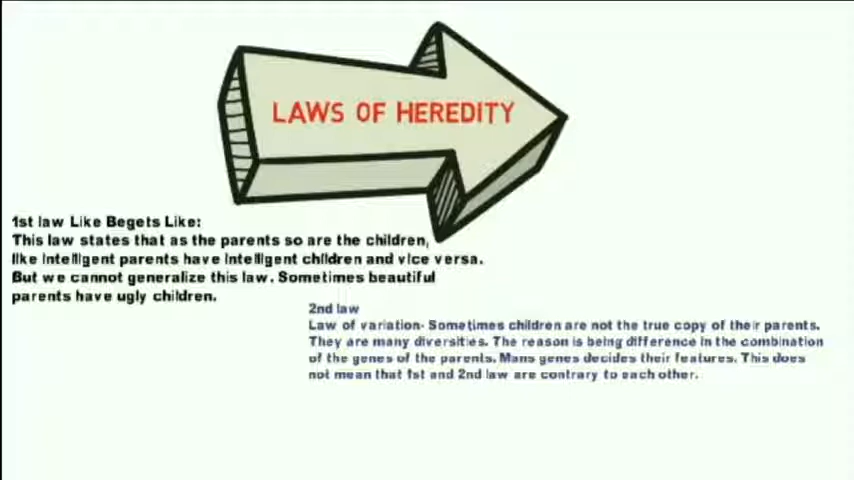 LAWS OF HEREDITY
1st law Like Begets Like:
This law states that as the parents so are the children,
like intelligent parents have intelligent children and vice versa.
But we cannot generalize this law. Sometimes beautiful
parents have ugly children.
2nd law
Law of variation- Sometimes children are not the true copy of their parents.
They are many diversities. The reason is being difference in the combination
of the genes of the parents. Mans genes decides their features. This does
not mean that 1st and 2nd law are contrary to each other.